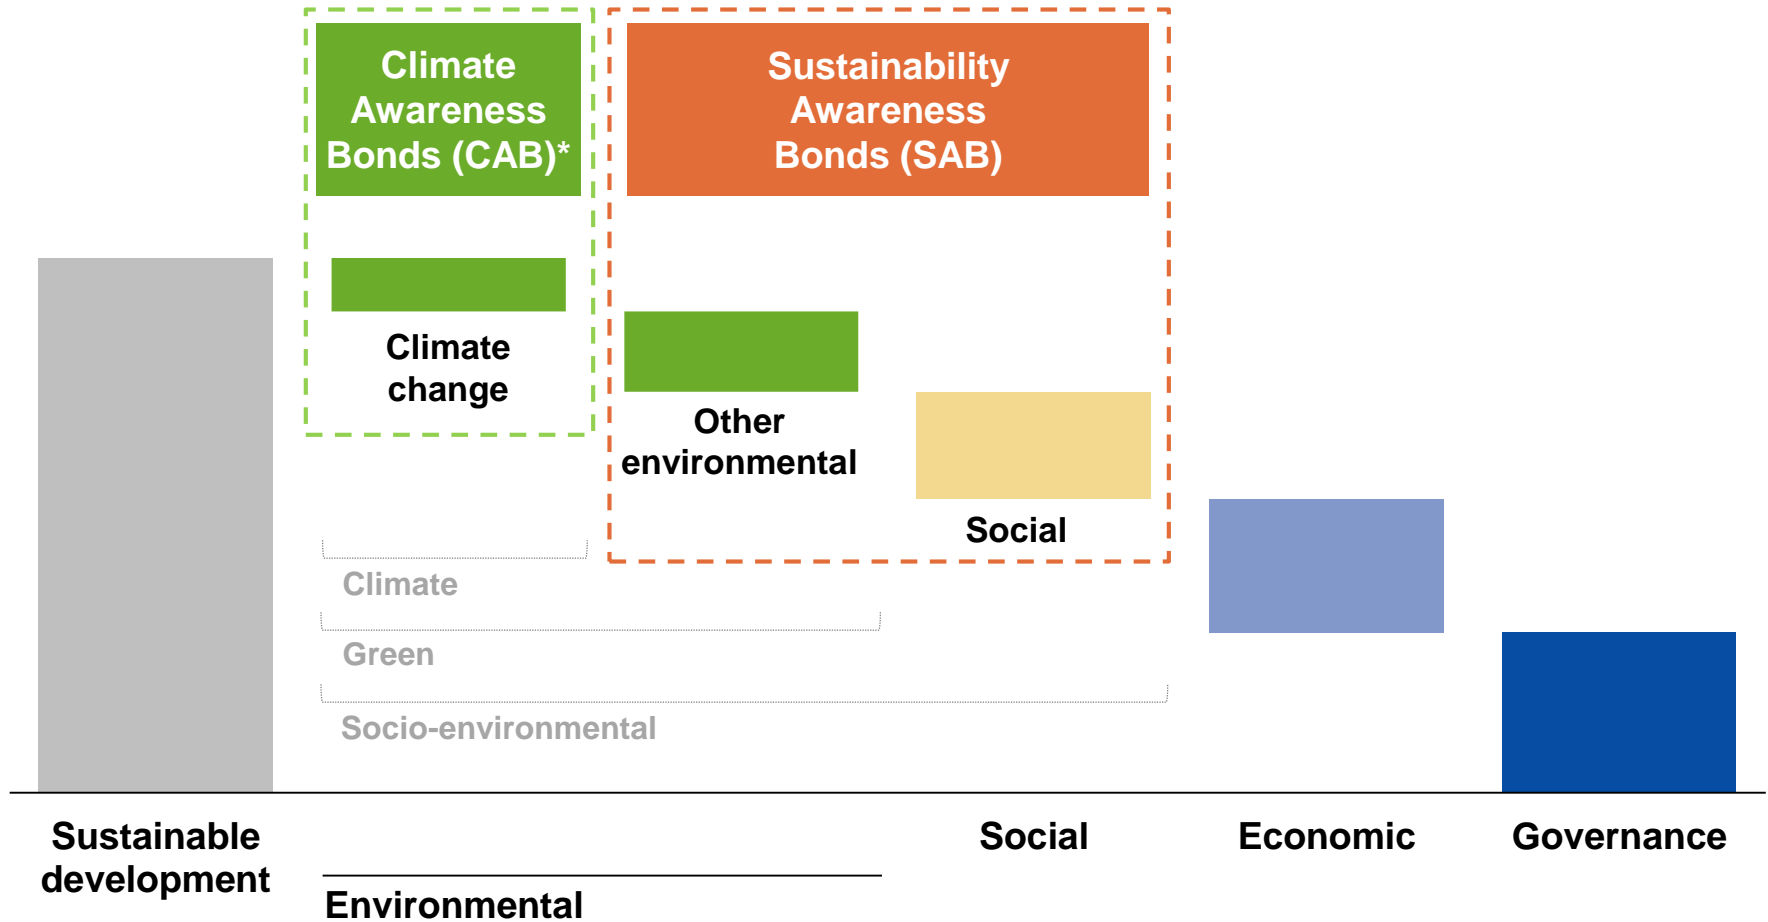 Climate
Awareness
Bonds (CAB)*
Sustainability
Awareness
Bonds (SAB)
Climate
change
Other
environmental
Social
Climate
Green
Socio-environmental
Sustainable
development
Environmental
Social
Economic
Governance